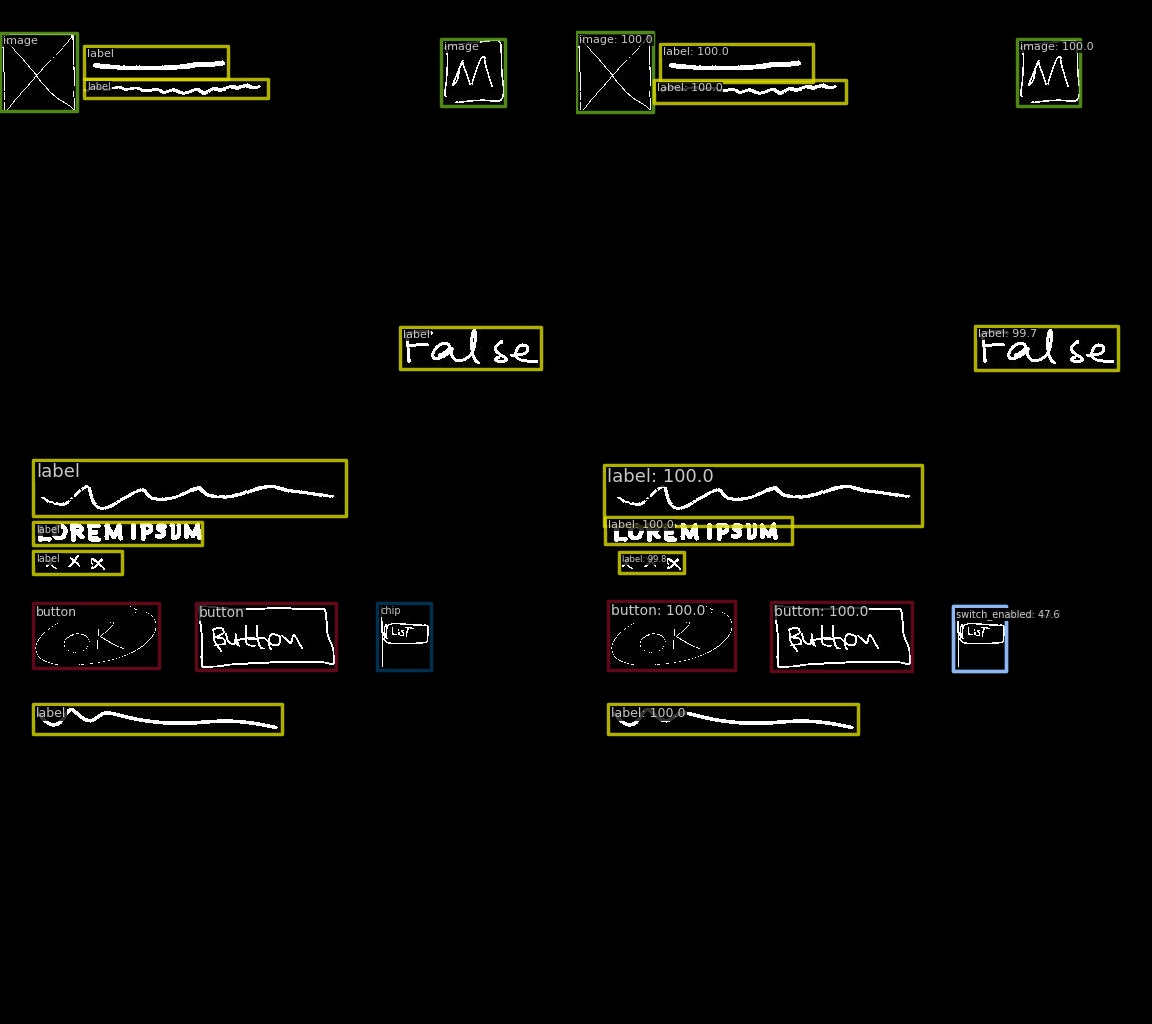 image
label
image
image: 100.0
label: 100.0
image: 100.0
label
label: 100.0
M
M
label
label: 99.7
False
False
label
label: 100.0
label
LOREM IPSUM
label: 100.0
LOREM IPSUM
label
x x x
label: 99.8
x
button
button
chip
button: 100.0
button: 100.0
switch_enabled: 47.6
OK
Button
List
OK
Button
List
label
label: 100.0